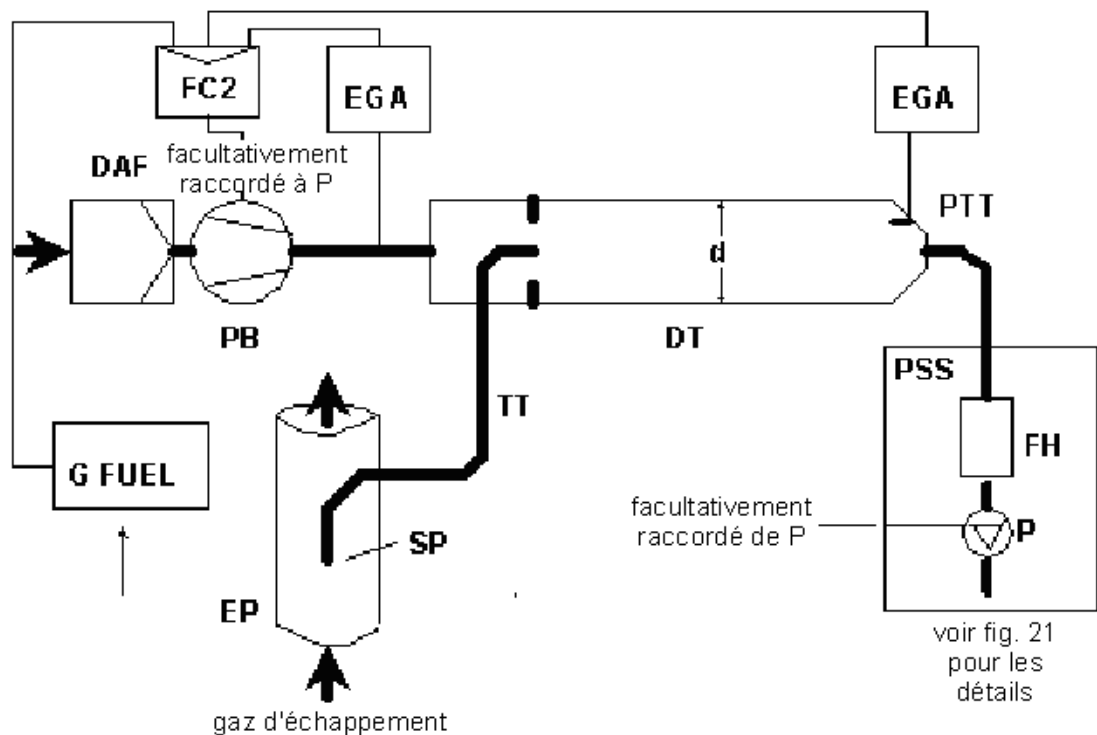 FC2
EGA
EGA
DAF
facultativement
raccordé à P
PTT
d
PB
DT
PSS
TT
FH
G FUEL
facultativement
raccordé de P
P
SP
EP
voir fig. 21
pour les
détails
gaz d'échappement